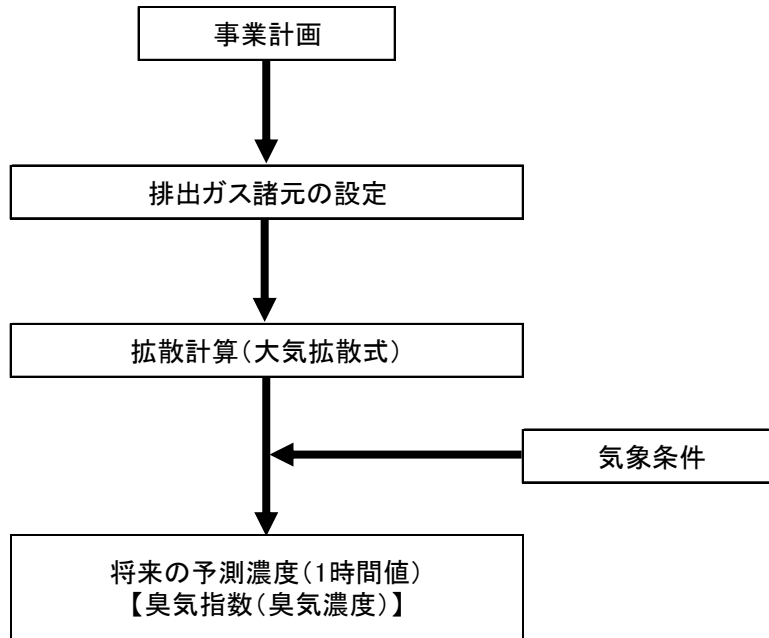 事業計画
排出ガス諸元の設定
拡散計算（大気拡散式）
気象条件
将来の予測濃度（1時間値）
【臭気指数（臭気濃度）】